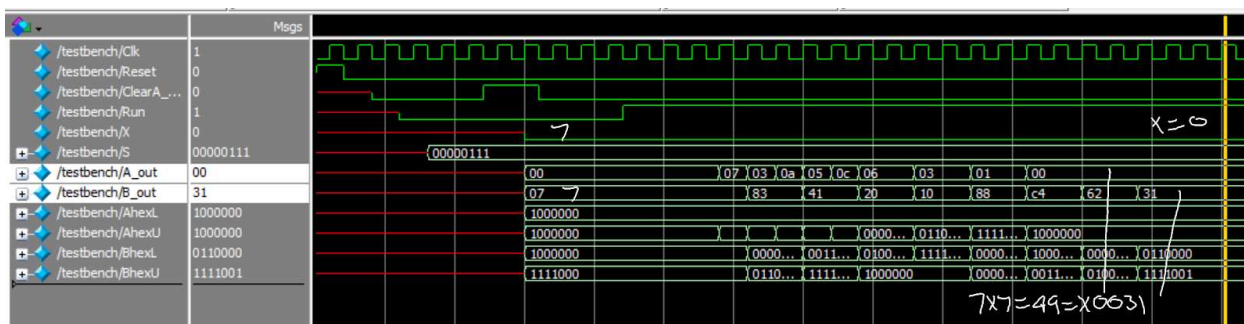 Msgs
/testbench/Clk 1
/testbench/Reset 0
/testbench/ClearA_... 0
/testbench/Run 1
/testbench/X 0 7 X=0
/testbench/S 00000111 00000111
/testbench/A_out 00 00 07 03 0a 05 0c 06 03 01 00
/testbench/B_out 31 07 7 83 41 20 10 88 c4 62 31
/testbench/AhexL 1000000 1000000
/testbench/AhexU 1000000 1000000 0000... 0110... 1111... 1000000
/testbench/BhexL 0110000 1000000 0000... 0011... 0100... 1111... 0000... 1000... 0000... 0110000
/testbench/BhexU 1111001 1111000 0110... 1111... 1000000 0000... 0011... 0100... 1111001
7X7=49=X0031